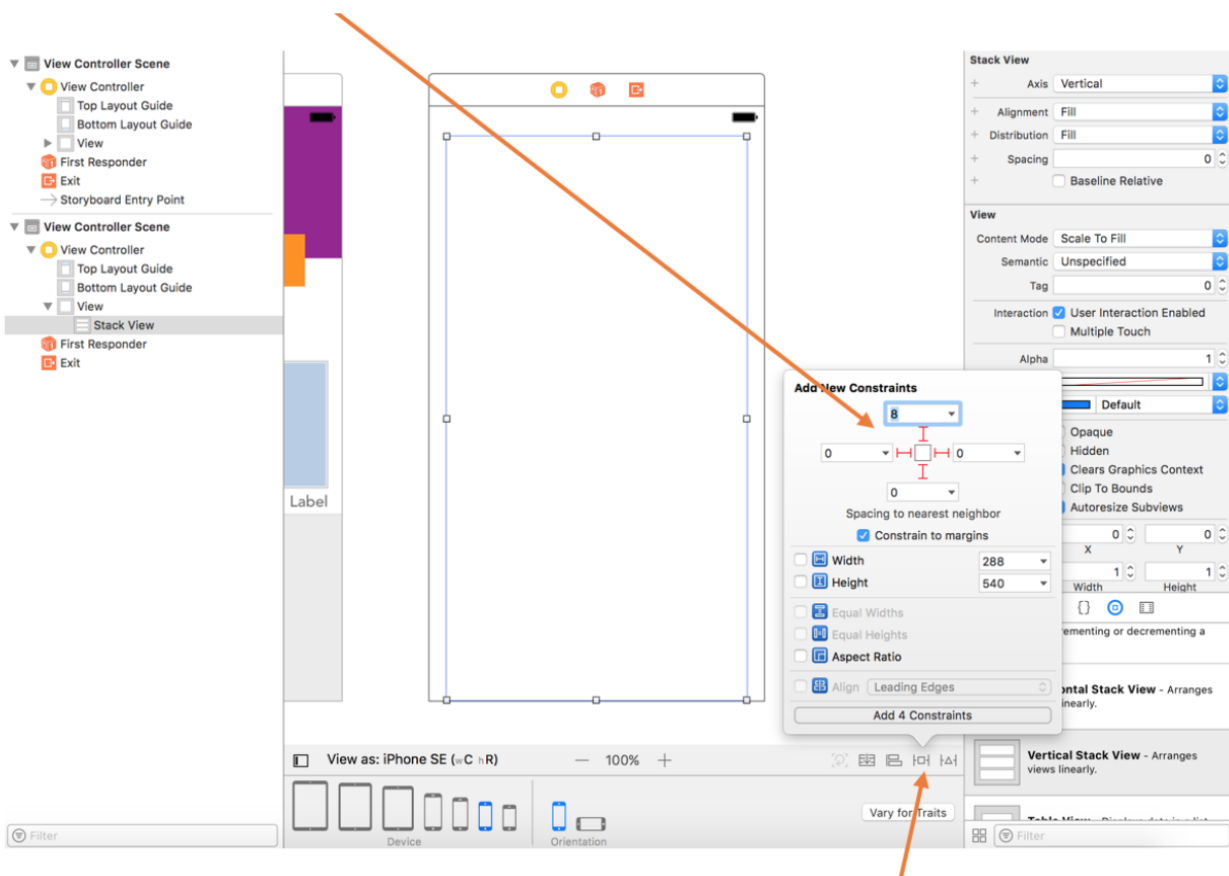 View Controller Scene
View Controller
Top Layout Guide
Bottom Layout Guide
View
First Responder
Exit
Storyboard Entry Point
View Controller Scene
View Controller
Top Layout Guide
Bottom Layout Guide
View
Stack View
First Responder
Exit
Filter
Label
View as: iPhone SE (wC hR)
100%
Device
Orientation
Vary for Traits
Add New Constraints
8
0
0
0
Spacing to nearest neighbor
Constrain to margins
Width 288
Height 540
Equal Widths
Equal Heights
Aspect Ratio
Align Leading Edges
Add 4 Constraints
Stack View
Axis Vertical
Alignment Fill
Distribution Fill
Spacing 0
Baseline Relative
View
Content Mode Scale To Fill
Semantic Unspecified
Tag 0
Interaction User Interaction Enabled
Multiple Touch
Alpha 1
Default
Opaque
Hidden
Clears Graphics Context
Clip To Bounds
Autoresize Subviews
0 0
X Y
1 1
Width Height
{}
or decrementing a
Stack View - Arranges
Vertical Stack View - Arranges
views linearly.
Filter